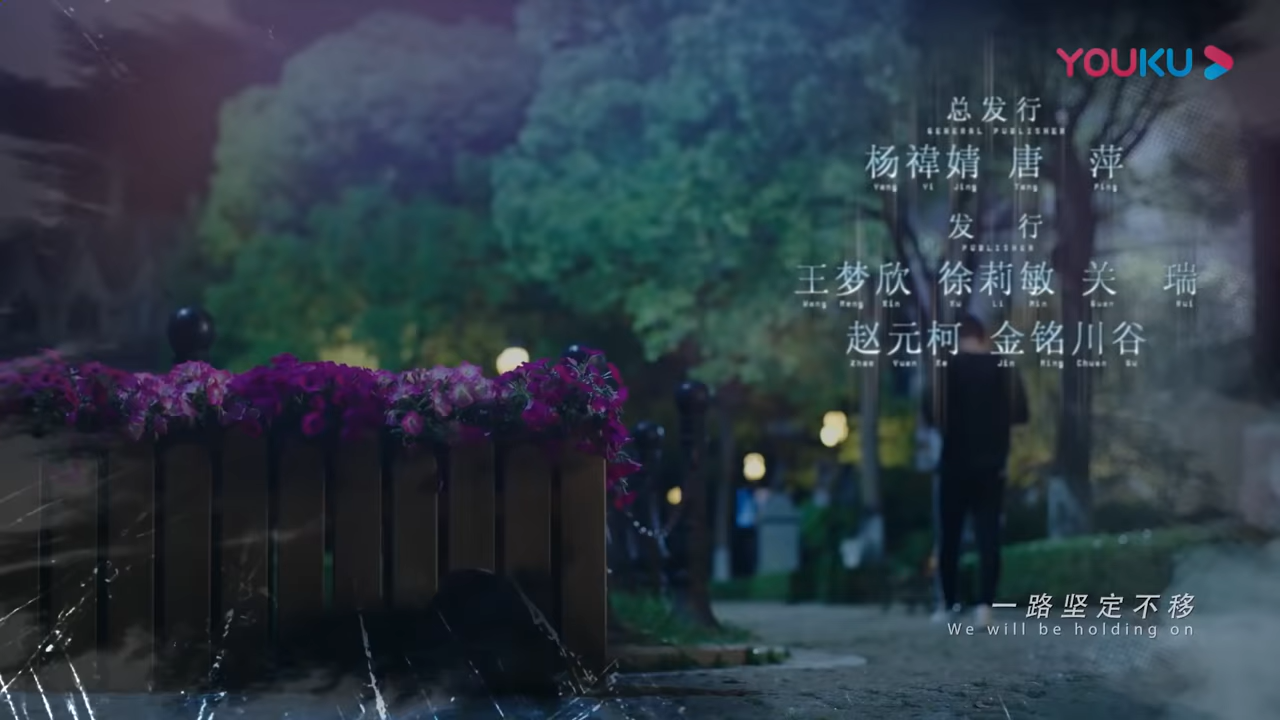 YOUKU
总发行
GENERAL PUBLISHER
杨禕婧 唐 萍
Yang Yi Jing Tang Ping
发 行
PUBLISHER
王梦欣 徐莉敏 关 瑞
Wang Meng Xin Xu Li Min Guan Rui
赵元柯 金铭川谷
Zhao Yuan Ke Jin Ming Chuan Gu
一路坚定不移
We will be holding on